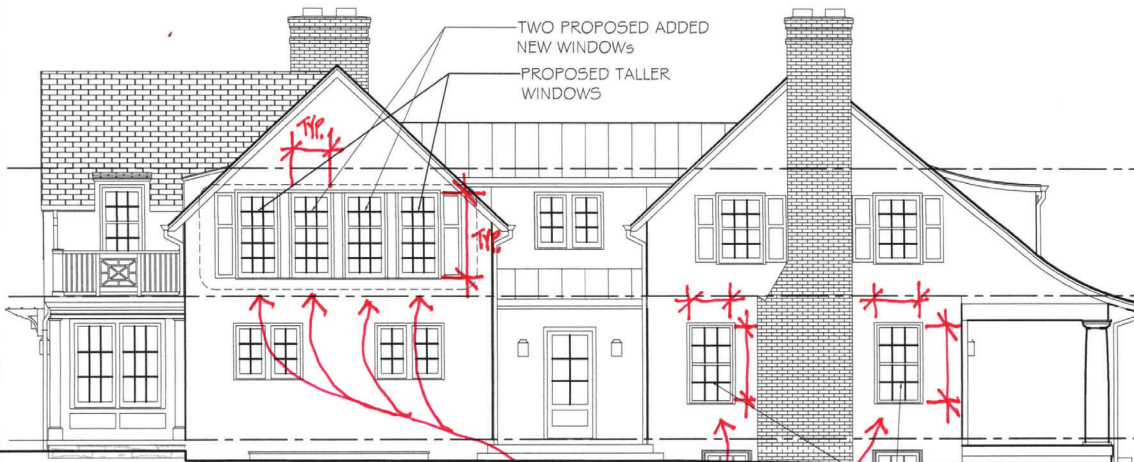 TWO PROPOSED ADDED
NEW WINDOWs
PROPOSED TALLER
WINDOWS
TYP.
TYP.